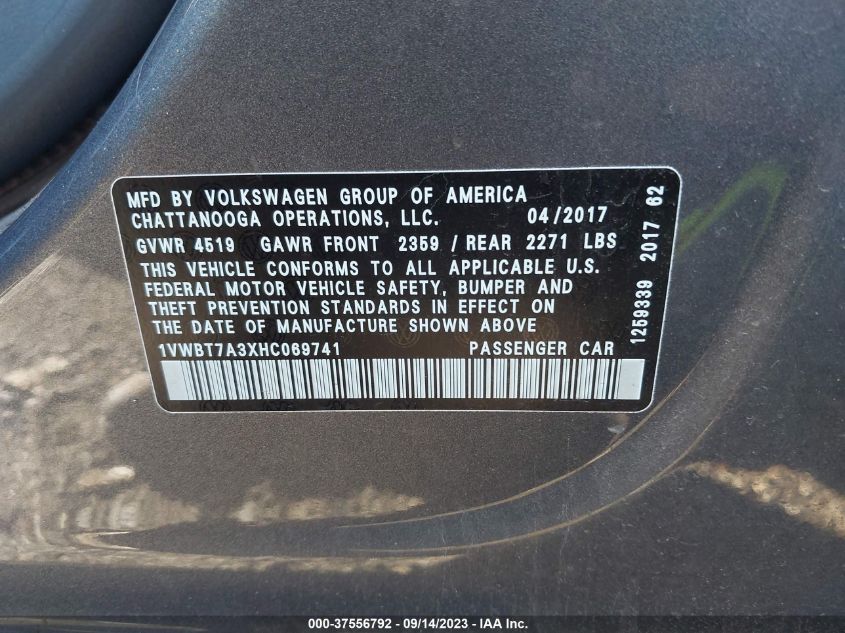 MFD BY VOLKSWAGEN GROUP OF AMERICA
CHATTANOOGA OPERATIONS, LLC. 04/2017
GVWR 4519 GAWR FRONT 2359 / REAR 2271 LBS
THIS VEHICLE CONFORMS TO ALL APPLICABLE U.S.
FEDERAL MOTOR VEHICLE SAFETY, BUMPER AND
THEFT PREVENTION STANDARDS IN EFFECT ON
THE DATE OF MANUFACTURE SHOWN ABOVE
1VWBT7A3XHC069741 PASSENGER CAR
1259339 2017 62
000-37556792 - 09/14/2023 - IAA Inc.